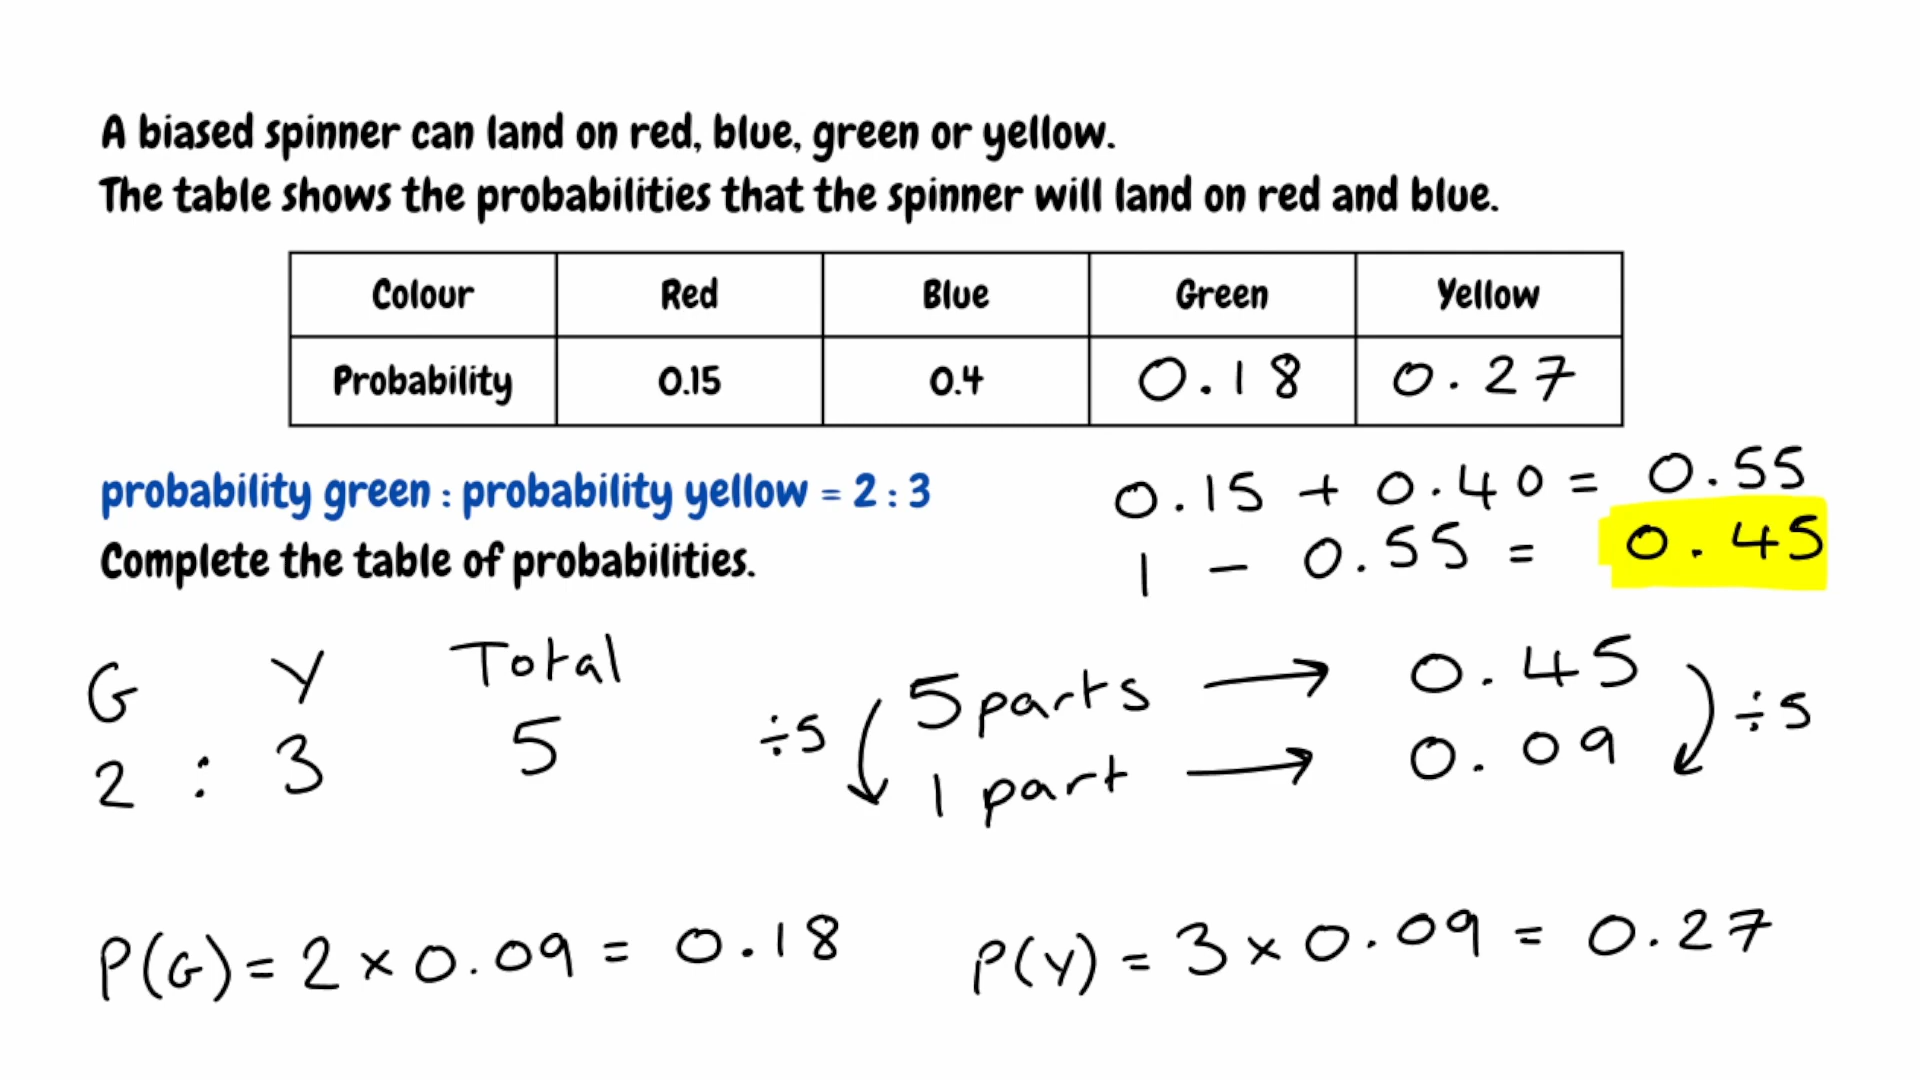 A biased spinner can land on red, blue, green or yellow.
The table shows the probabilities that the spinner will land on red and blue.
Colour Red Blue Green Yellow
Probability 0.15 0.4 0.18 0.27
probability green : probability yellow = 2 : 3
Complete the table of probabilities.
0.15 + 0.40 = 0.55
1 - 0.55 = 0.45
G Y Total
2 : 3 5
÷5 5 parts → 0.45 ÷5
1 part → 0.09
P(G) = 2 × 0.09 = 0.18
P(Y) = 3 × 0.09 = 0.27